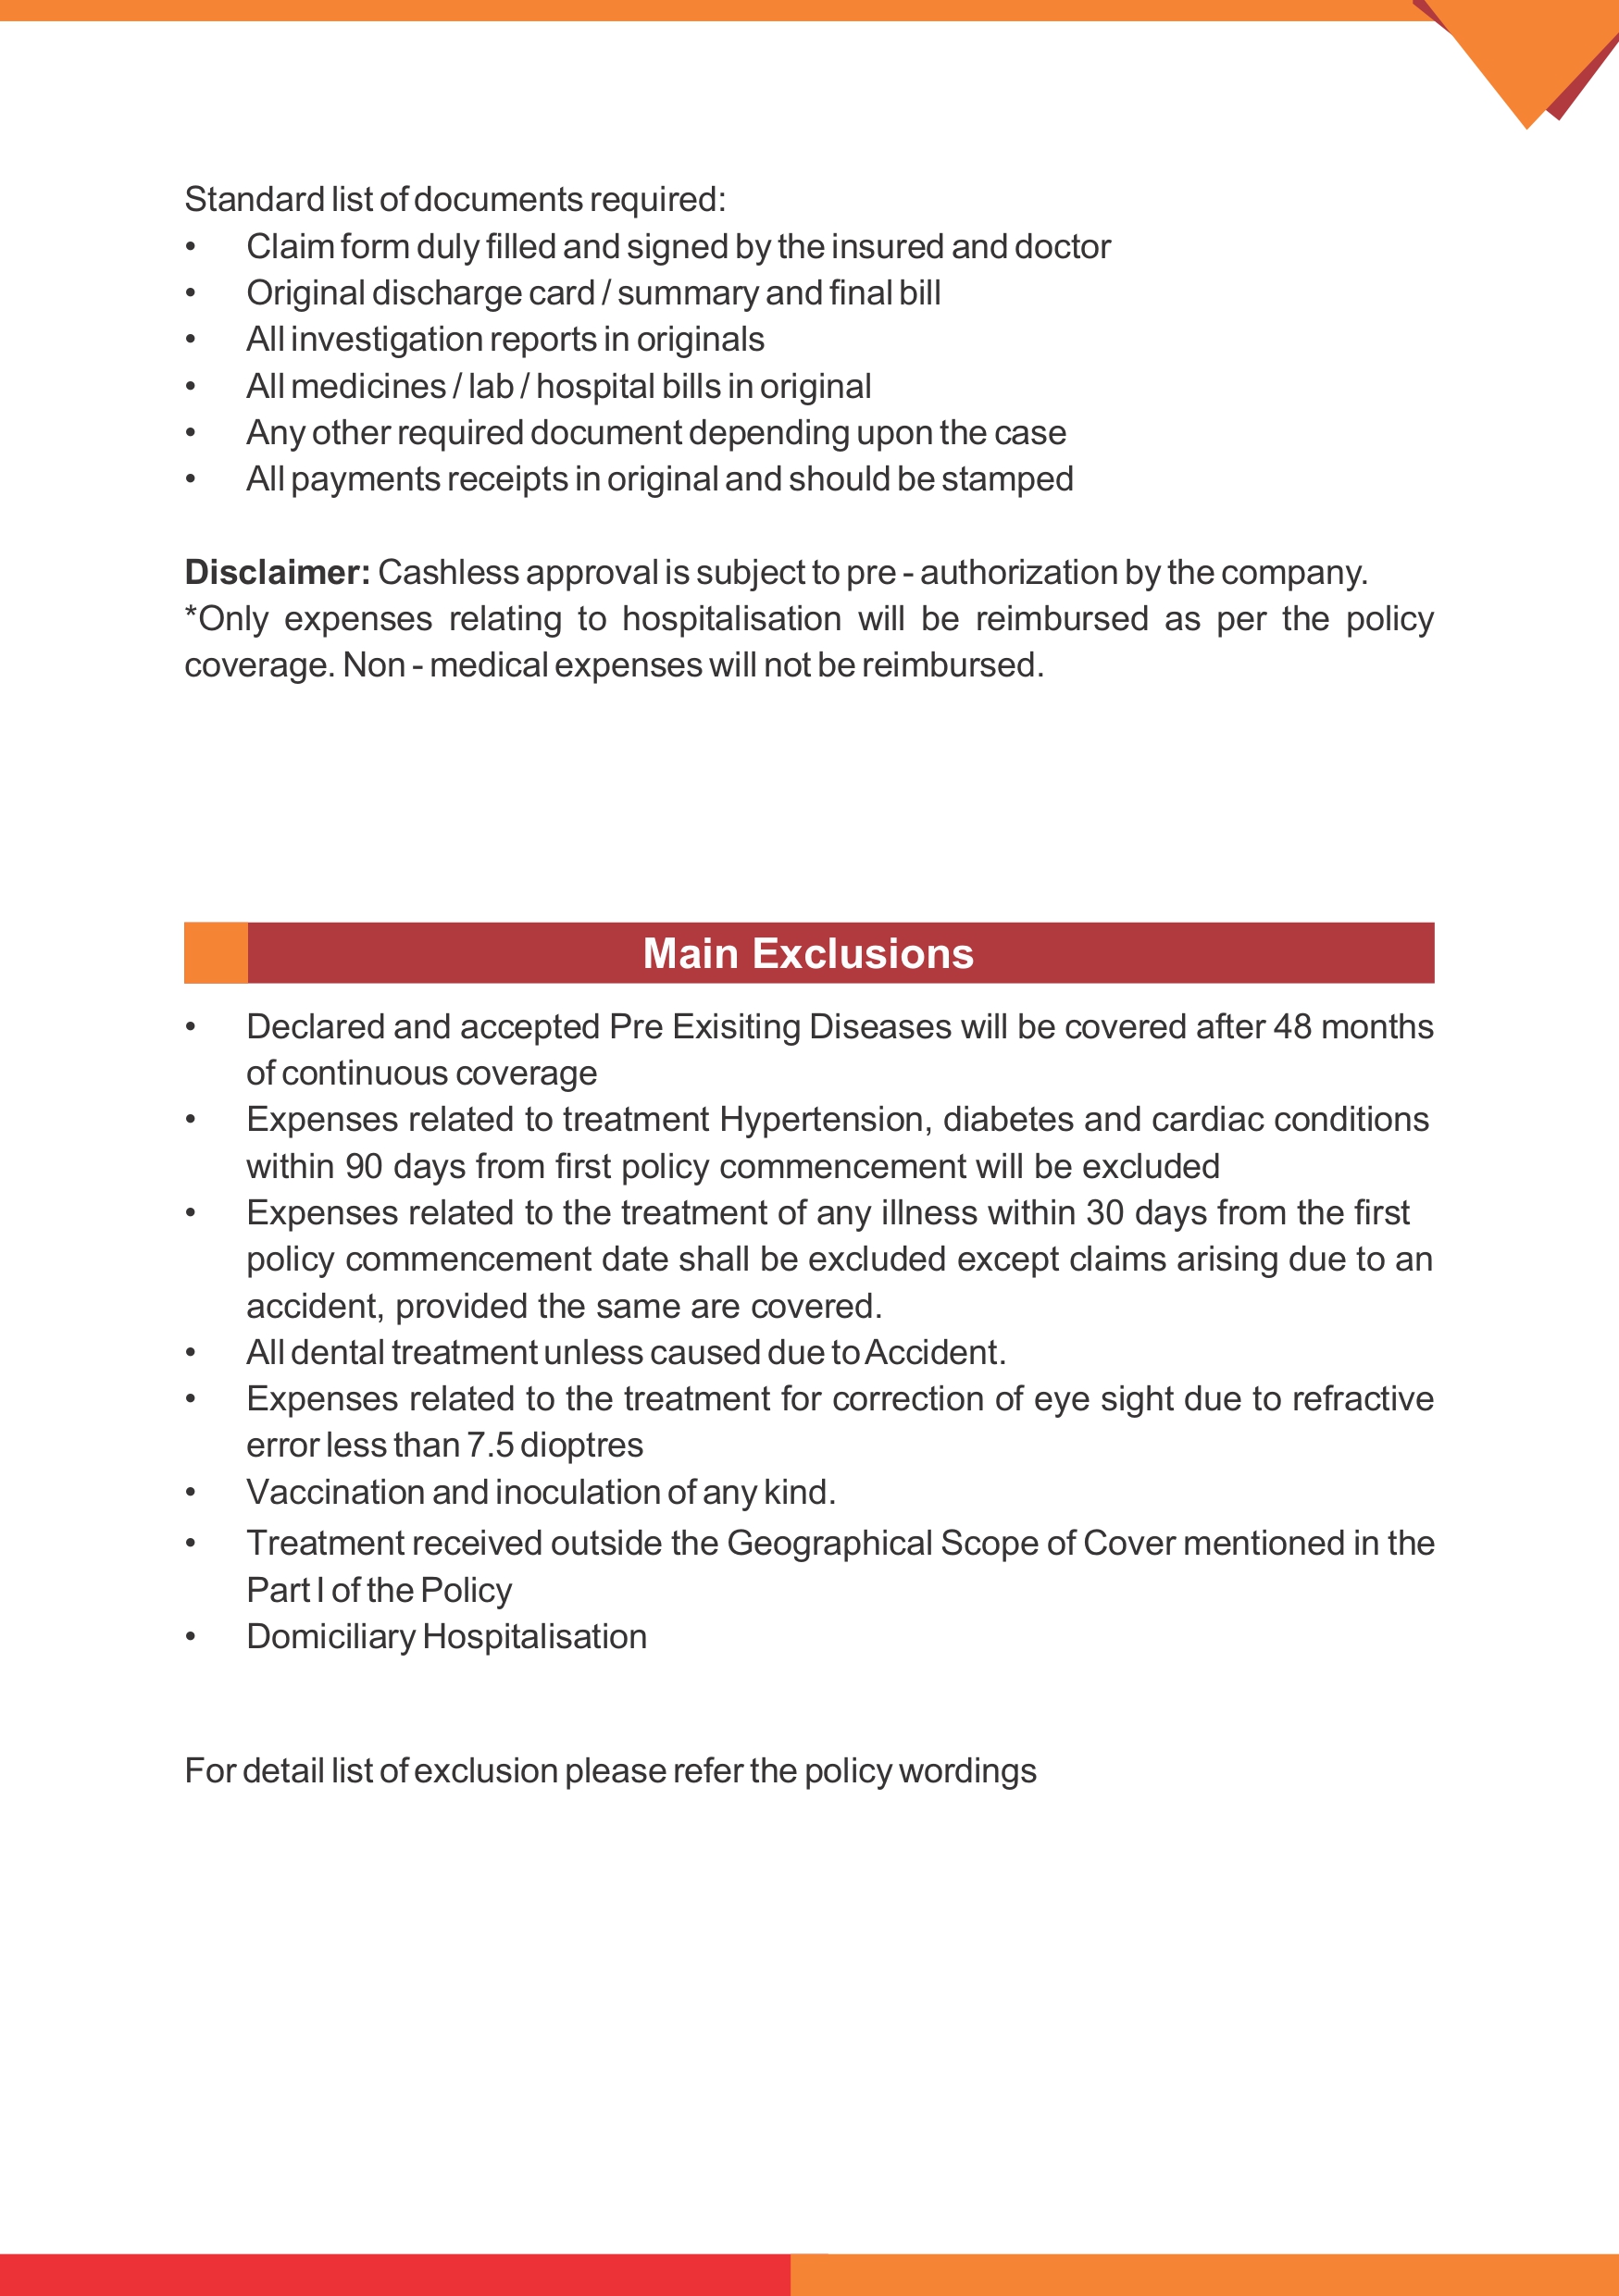 Standard list of documents required:
• Claim form duly filled and signed by the insured and doctor
• Original discharge card / summary and final bill
• All investigation reports in originals
• All medicines / lab / hospital bills in original
• Any other required document depending upon the case
• All payments receipts in original and should be stamped
Disclaimer: Cashless approval is subject to pre - authorization by the company.
*Only expenses relating to hospitalisation will be reimbursed as per the policy
coverage. Non - medical expenses will not be reimbursed.
Main Exclusions
• Declared and accepted Pre Exisiting Diseases will be covered after 48 months
of continuous coverage
• Expenses related to treatment Hypertension, diabetes and cardiac conditions
within 90 days from first policy commencement will be excluded
• Expenses related to the treatment of any illness within 30 days from the first
policy commencement date shall be excluded except claims arising due to an
accident, provided the same are covered.
• All dental treatment unless caused due to Accident.
• Expenses related to the treatment for correction of eye sight due to refractive
error less than 7.5 dioptres
• Vaccination and inoculation of any kind.
• Treatment received outside the Geographical Scope of Cover mentioned in the
Part I of the Policy
• Domiciliary Hospitalisation
For detail list of exclusion please refer the policy wordings